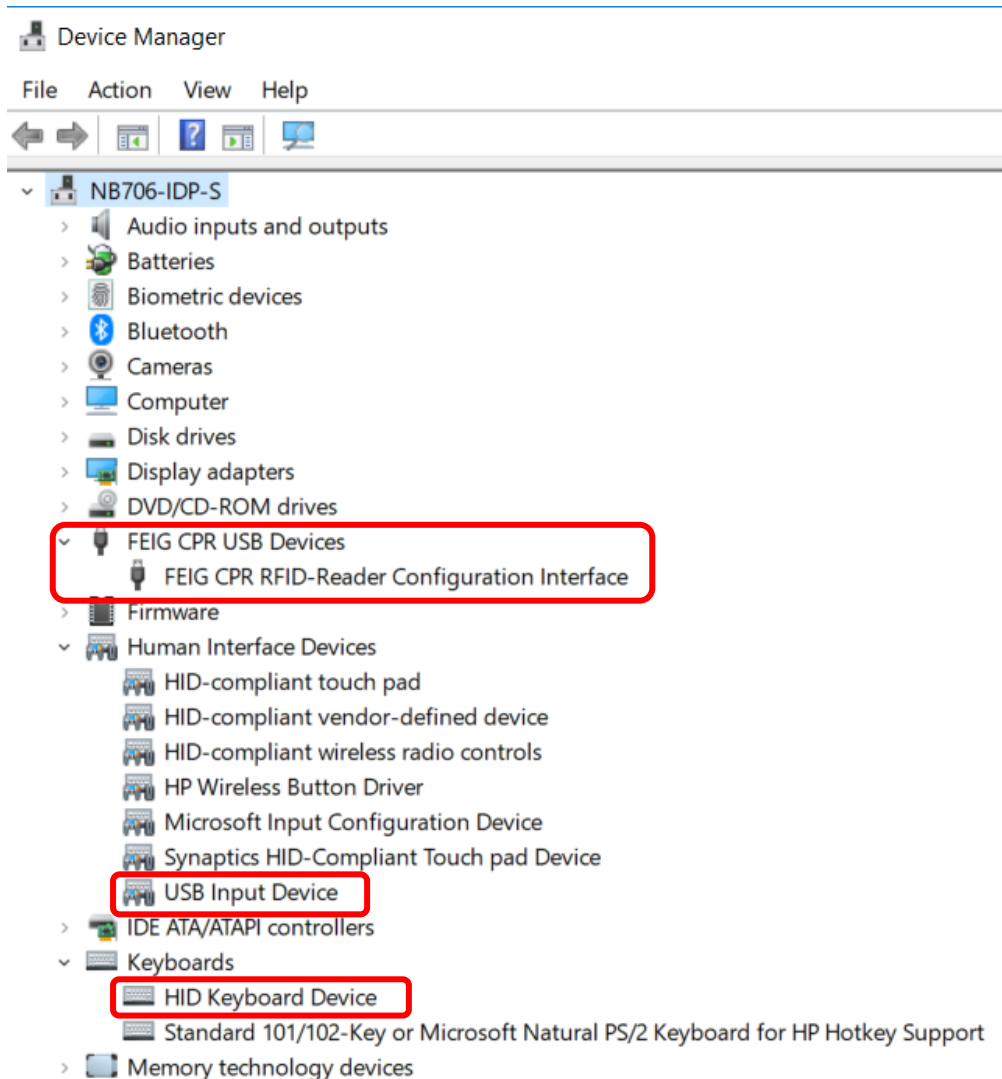 Device Manager
File Action View Help
NB706-IDP-S
Audio inputs and outputs
Batteries
Biometric devices
Bluetooth
Cameras
Computer
Disk drives
Display adapters
DVD/CD-ROM drives
FEIG CPR USB Devices
FEIG CPR RFID-Reader Configuration Interface
Firmware
Human Interface Devices
HID-compliant touch pad
HID-compliant vendor-defined device
HID-compliant wireless radio controls
HP Wireless Button Driver
Microsoft Input Configuration Device
Synaptics HID-Compliant Touch pad Device
USB Input Device
IDE ATA/ATAPI controllers
Keyboards
HID Keyboard Device
Standard 101/102-Key or Microsoft Natural PS/2 Keyboard for HP Hotkey Support
Memory technology devices